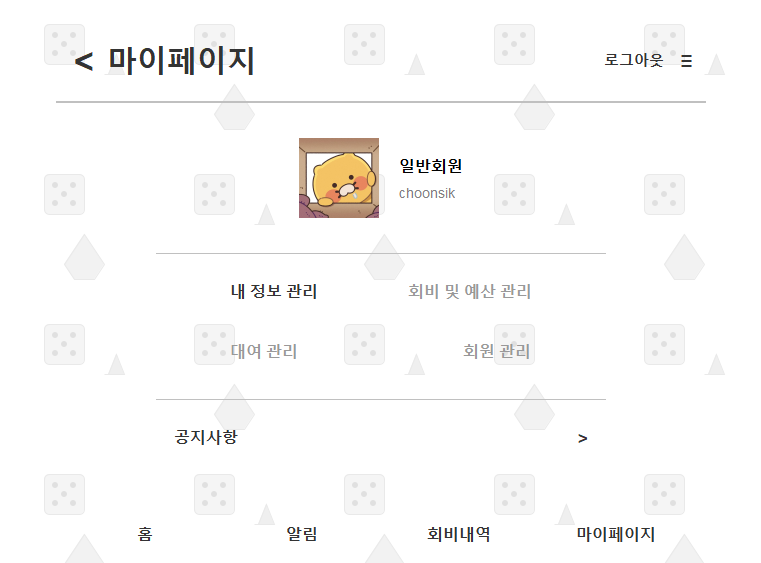 < 마이페이지
로그아웃 ☰
일반회원
choonsik
내 정보 관리 회비 및 예산 관리
대여 관리 회원 관리
공지사항 >
홈 알림 회비내역 마이페이지